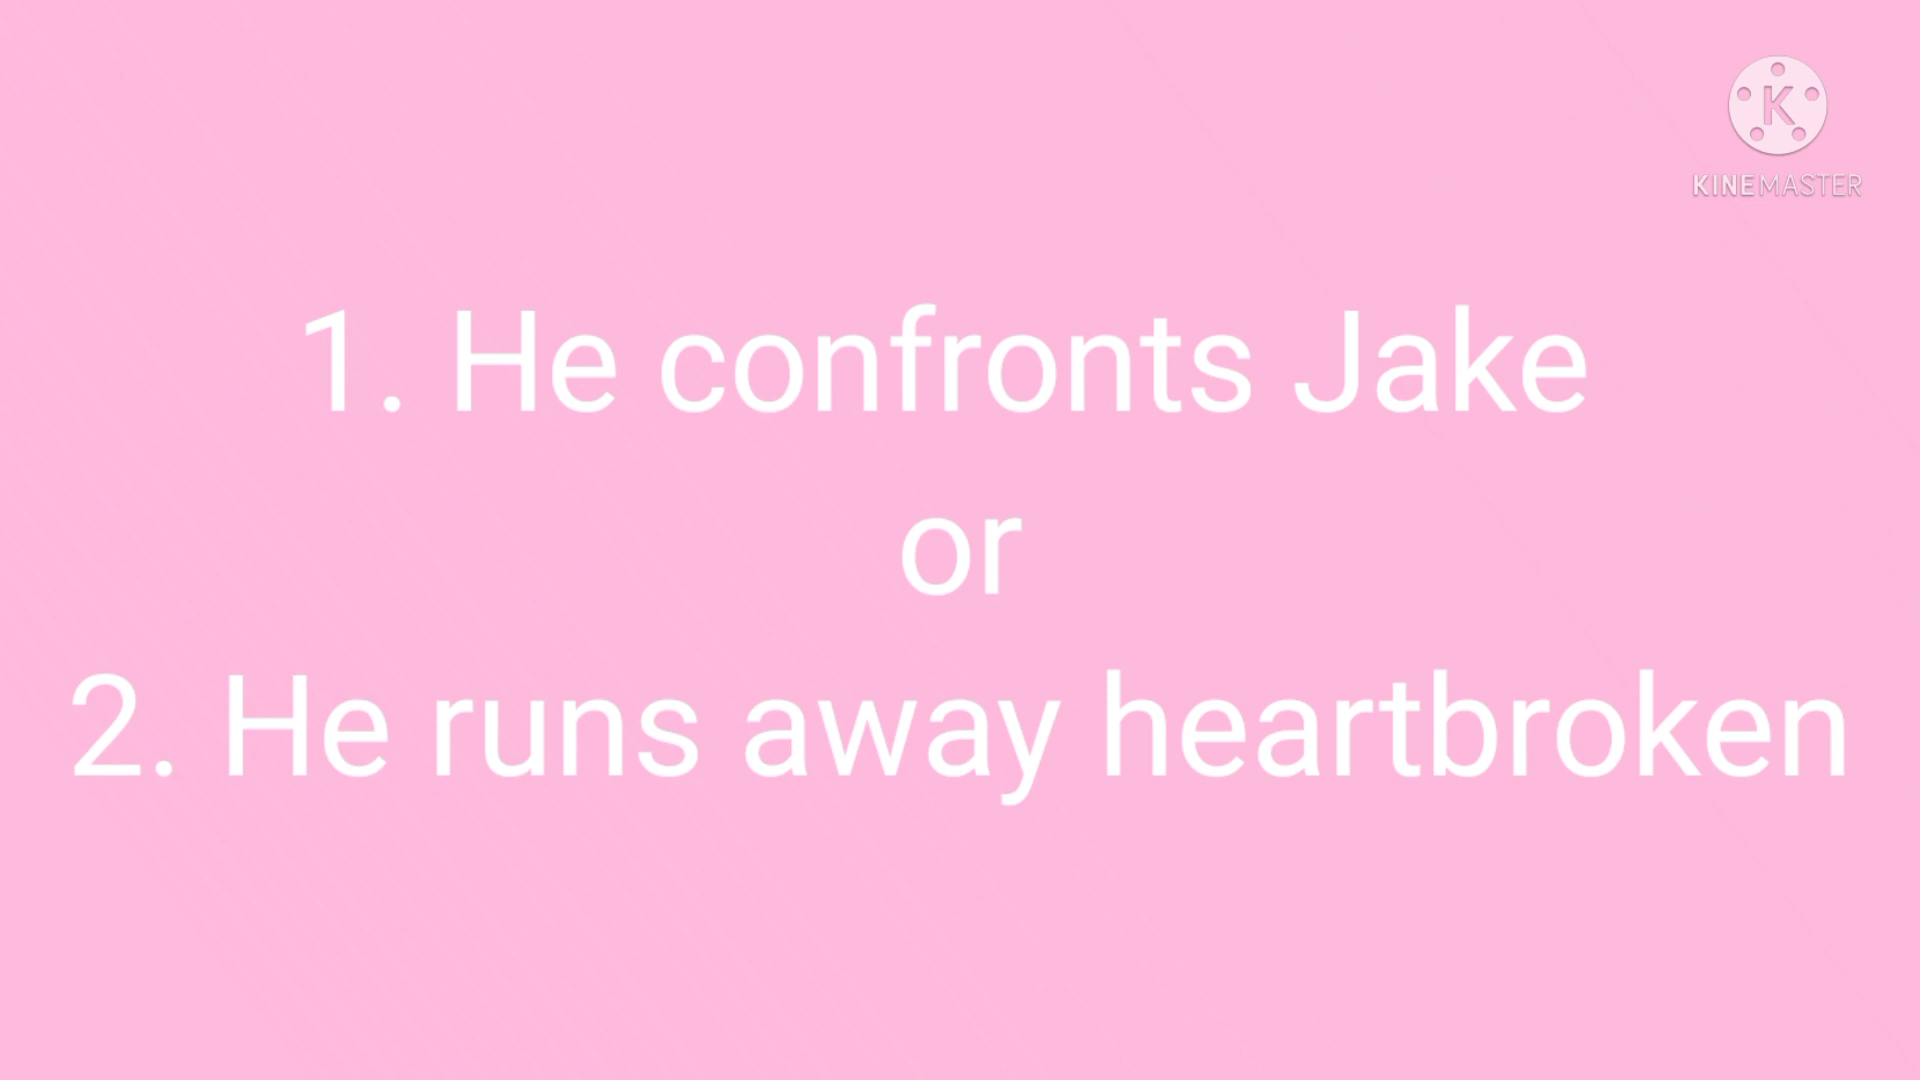 K
KINEMASTER
1. He confronts Jake
or
2. He runs away heartbroken